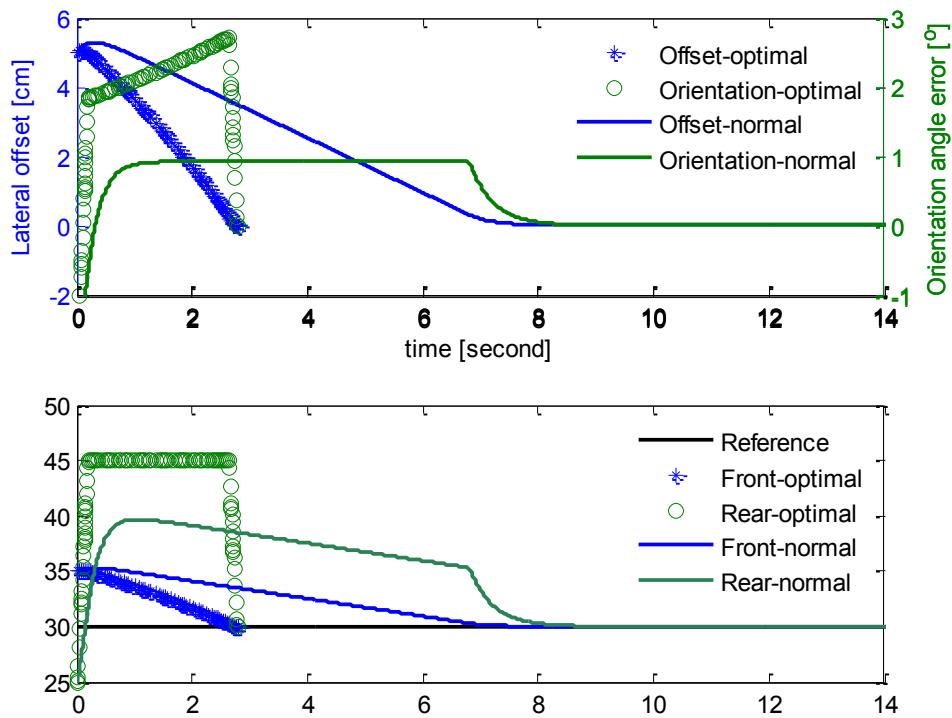 6
4
2
0
-2
Lateral offset [cm]
3
2
1
0
-1
Orientation angle error [º]
Offset-optimal
Orientation-optimal
Offset-normal
Orientation-normal
0 2 4 6 8 10 12 14
time [second]
50
45
40
35
30
25
Reference
Front-optimal
Rear-optimal
Front-normal
Rear-normal
0 2 4 6 8 10 12 14